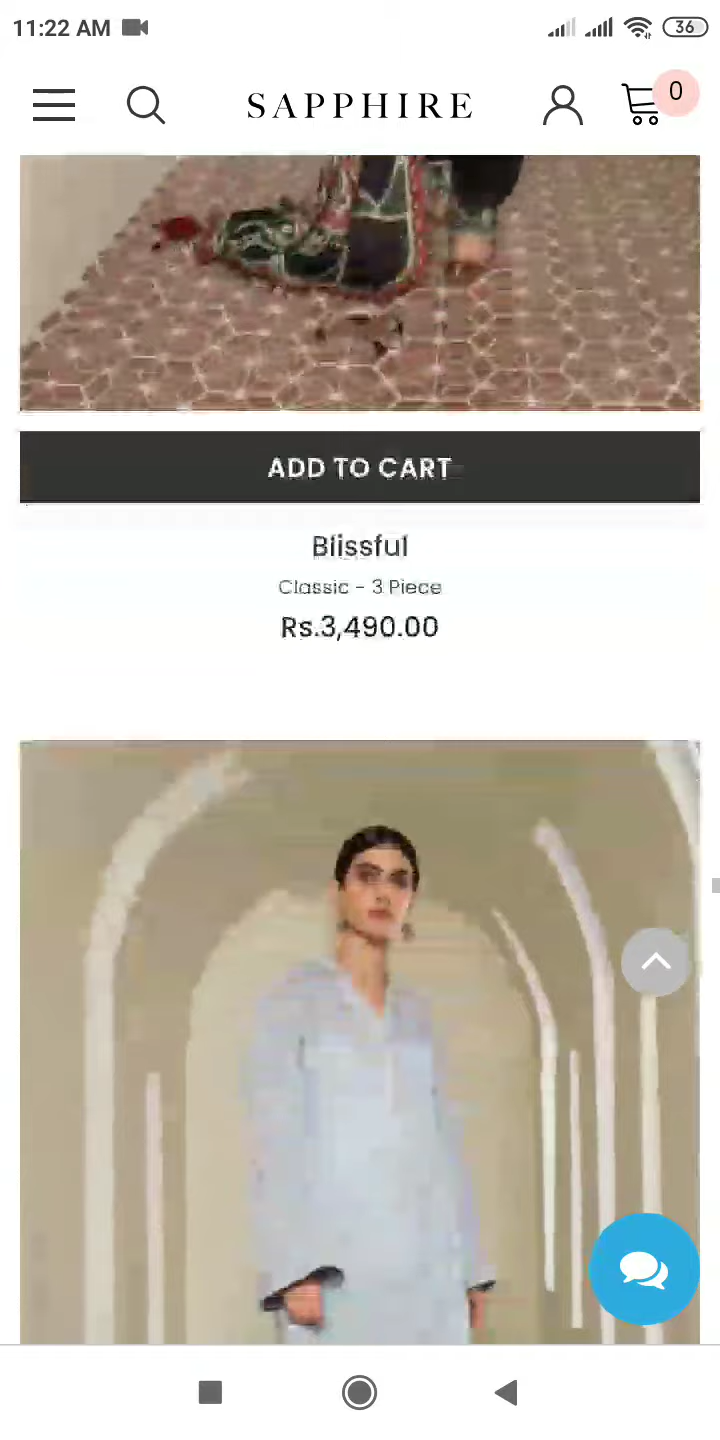 11:22 AM 36
SAPPHIRE 0
ADD TO CART
Blissful
Classic - 3 Piece
Rs.3,490.00